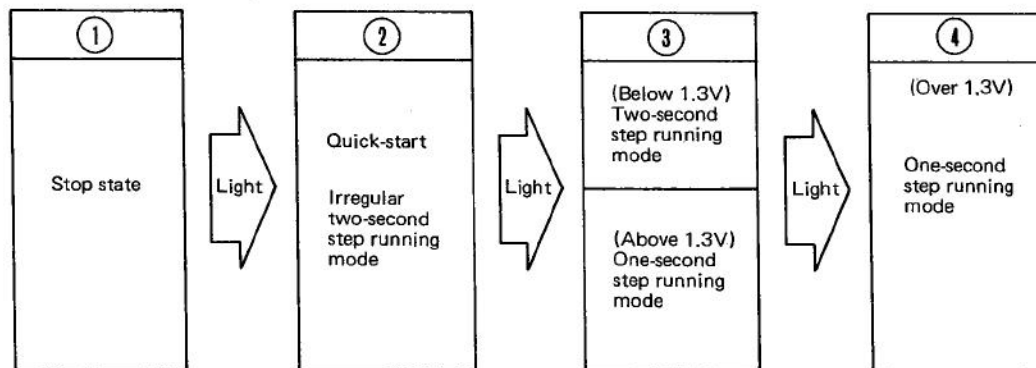 1
Stop state
Light
2
Quick-start
Irregular
two-second
step running
mode
Light
3
(Below 1.3V)
Two-second
step running
mode
(Above 1.3V)
One-second
step running
mode
Light
4
(Over 1.3V)
One-second
step running
mode